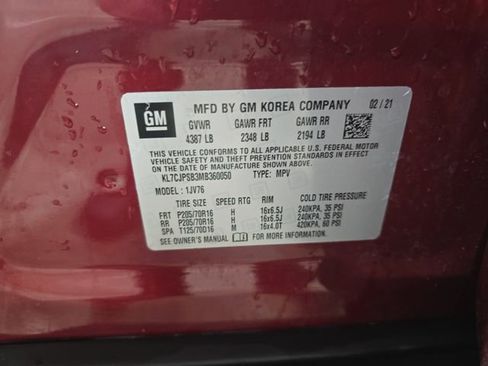 GM
MFD BY GM KOREA COMPANY 02/21
GVWR GAWR FRT GAWR RR
4387 LB 2348 LB 2194 LB
THIS VEHICLE CONFORMS TO ALL APPLICABLE U.S. FEDERAL MOTOR
VEHICLE SAFETY AND THEFT PREVENTION STANDARDS IN EFFECT ON
THE DATE OF MANUFACTURE SHOWN ABOVE.
KL7CJPSB3MB360050 TYPE: MPV
MODEL: 1JV76
TIRE SIZE SPEED RTG RIM COLD TIRE PRESSURE
FRT P205/70R16 H 16x6.5J 240KPA, 35 PSI
RR P205/70R16 H 16x6.5J 240KPA, 35 PSI
SPA T125/70D16 M 16x4.0T 420KPA, 60 PSI
SEE OWNER'S MANUAL FOR MORE INFORMATION.